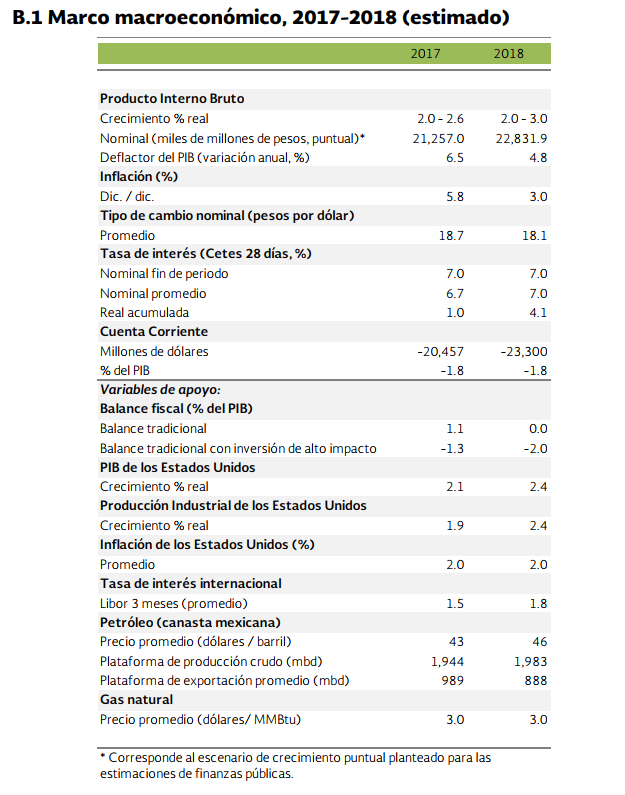 B.1 Marco macroeconómico, 2017-2018 (estimado)
2017 2018
Producto Interno Bruto
Crecimiento % real 2.0 - 2.6 2.0 - 3.0
Nominal (miles de millones de pesos, puntual)* 21,257.0 22,831.9
Deflactor del PIB (variación anual, %) 6.5 4.8
Inflación (%)
Dic. / dic. 5.8 3.0
Tipo de cambio nominal (pesos por dólar)
Promedio 18.7 18.1
Tasa de interés (Cetes 28 días, %)
Nominal fin de periodo 7.0 7.0
Nominal promedio 6.7 7.0
Real acumulada 1.0 4.1
Cuenta Corriente
Millones de dólares -20,457 -23,300
% del PIB -1.8 -1.8
Variables de apoyo:
Balance fiscal (% del PIB)
Balance tradicional 1.1 0.0
Balance tradicional con inversión de alto impacto -1.3 -2.0
PIB de los Estados Unidos
Crecimiento % real 2.1 2.4
Producción Industrial de los Estados Unidos
Crecimiento % real 1.9 2.4
Inflación de los Estados Unidos (%)
Promedio 2.0 2.0
Tasa de interés internacional
Libor 3 meses (promedio) 1.5 1.8
Petróleo (canasta mexicana)
Precio promedio (dólares / barril) 43 46
Plataforma de producción crudo (mbd) 1,944 1,983
Plataforma de exportación promedio (mbd) 989 888
Gas natural
Precio promedio (dólares/ MMBtu) 3.0 3.0
* Corresponde al escenario de crecimiento puntual planteado para las
estimaciones de finanzas públicas.